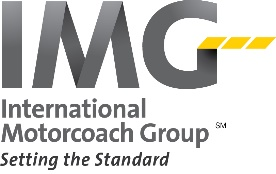 IMG
International
Motorcoach Group SM
Setting the Standard